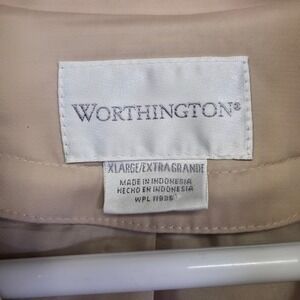 WORTHINGTON®
XLARGE/EXTRAGRANDE
MADE IN INDONESIA
HECHO EN INDONESIA
WPL 11935